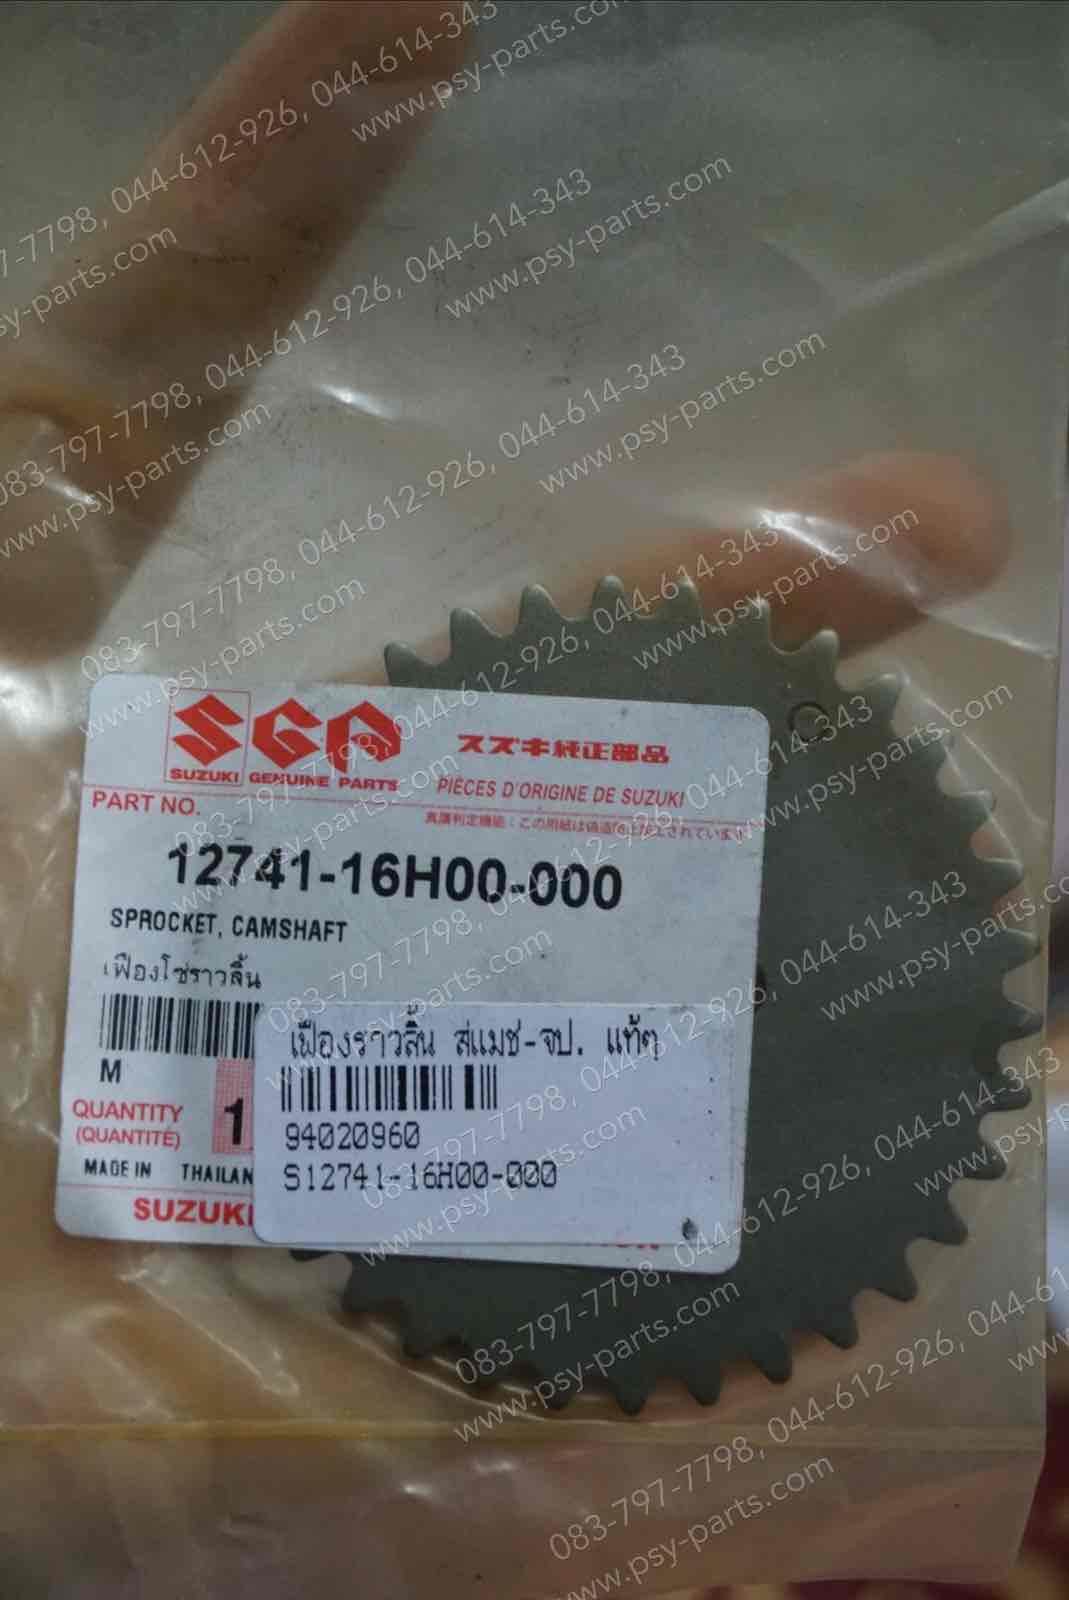 SUZUKI GENUINE PARTS
スズキ純正部品
PIÈCES D'ORIGINE DE SUZUKI
PART NO.
12741-16H00-000
SPROCKET, CAMSHAFT
เฟืองโซ่ราวลิ้น
M
QUANTITY
(QUANTITÉ)
1
MADE IN THAILAN
SUZUKI
เฟืองราวลิ้น สแมช-จป. แท้ๆ
94020960
S12741-16H00-000
083-797-7798, 044-612-926, 044-614-343
www.psy-parts.com